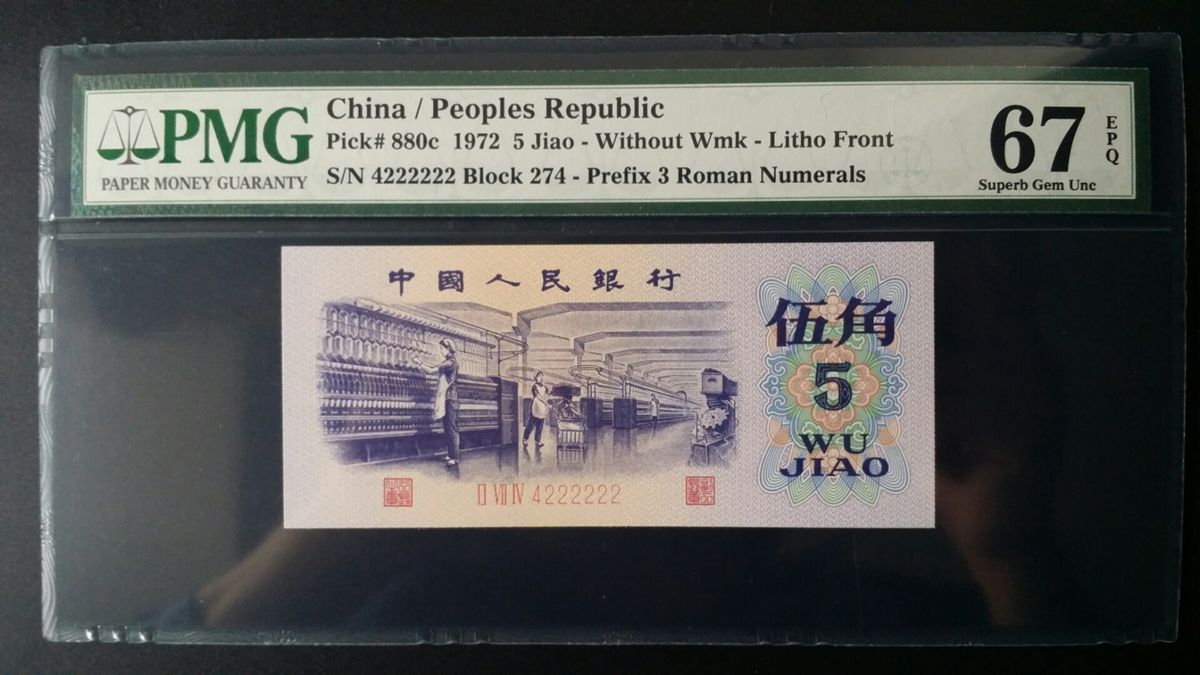 PMG
PAPER MONEY GUARANTY
China / Peoples Republic
Pick# 880c 1972 5 Jiao - Without Wmk - Litho Front
S/N 4222222 Block 274 - Prefix 3 Roman Numerals
67
EPQ
Superb Gem Unc
中國人民銀行
伍角
5
WU
JIAO
II VII IV 4222222